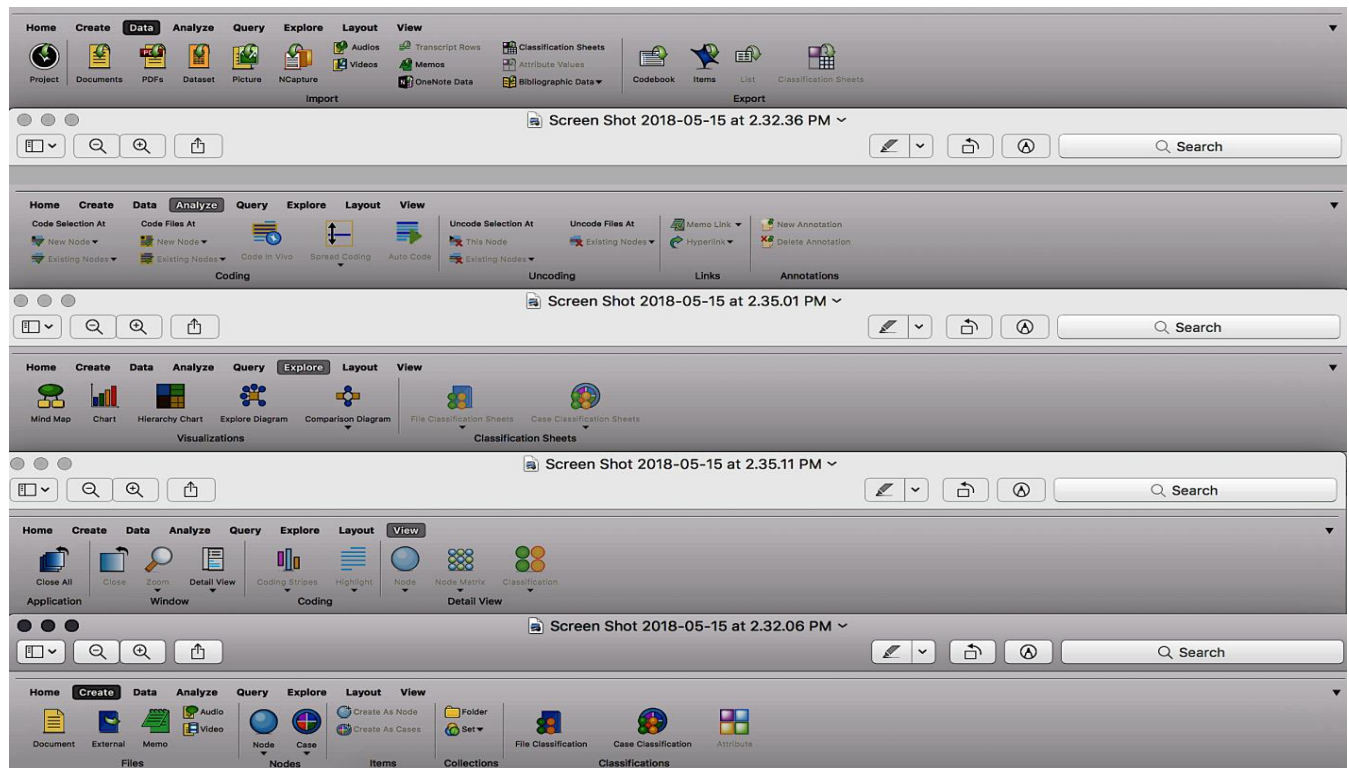 Home Create Data Analyze Query Explore Layout View
Audios Transcript Rows Classification Sheets
Videos Memos Attribute Values
Project Documents PDFs Dataset Picture NCapture OneNote Data Bibliographic Data Codebook Items List Classification Sheets
Import Export
Screen Shot 2018-05-15 at 2.32.36 PM
Search
Home Create Data Analyze Query Explore Layout View
Code Selection At Code Files At Uncode Selection At Uncode Files At Memo Link New Annotation
New Node New Node This Node Existing Nodes Hyperlink Delete Annotation
Existing Nodes Existing Nodes Code In Vivo Spread Coding Auto Code Existing Nodes
Coding Uncoding Links Annotations
Screen Shot 2018-05-15 at 2.35.01 PM
Search
Home Create Data Analyze Query Explore Layout View
Mind Map Chart Hierarchy Chart Explore Diagram Comparison Diagram File Classification Sheets Case Classification Sheets
Visualizations Classification Sheets
Screen Shot 2018-05-15 at 2.35.11 PM
Search
Home Create Data Analyze Query Explore Layout View
Close All Close Zoom Detail View Coding Stripes Highlight Node Node Matrix Classification
Application Window Coding Detail View
Screen Shot 2018-05-15 at 2.32.06 PM
Search
Home Create Data Analyze Query Explore Layout View
Audio Create As Node Folder
Video Create As Cases Set
Document External Memo Node Case File Classification Case Classification Attribute
Files Nodes Items Collections Classifications